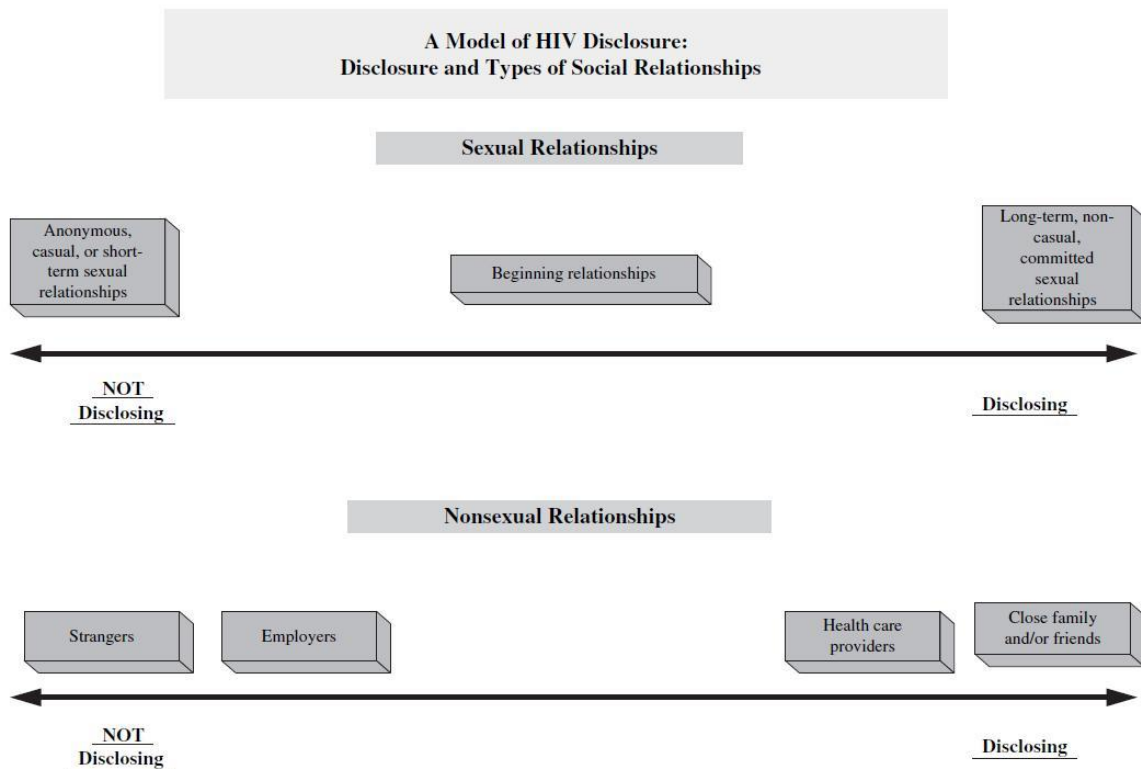 A Model of HIV Disclosure:
Disclosure and Types of Social Relationships
Sexual Relationships
Anonymous,
casual, or short-
term sexual
relationships
Beginning relationships
Long-term, non-
casual,
committed
sexual
relationships
NOT
Disclosing
Disclosing
Nonsexual Relationships
Strangers
Employers
Health care
providers
Close family
and/or friends
NOT
Disclosing
Disclosing